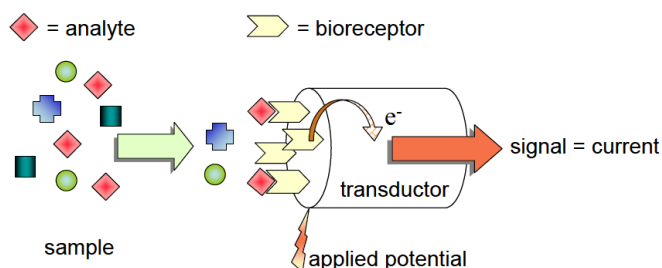 = analyte
= bioreceptor
e-
signal = current
transductor
sample
applied potential